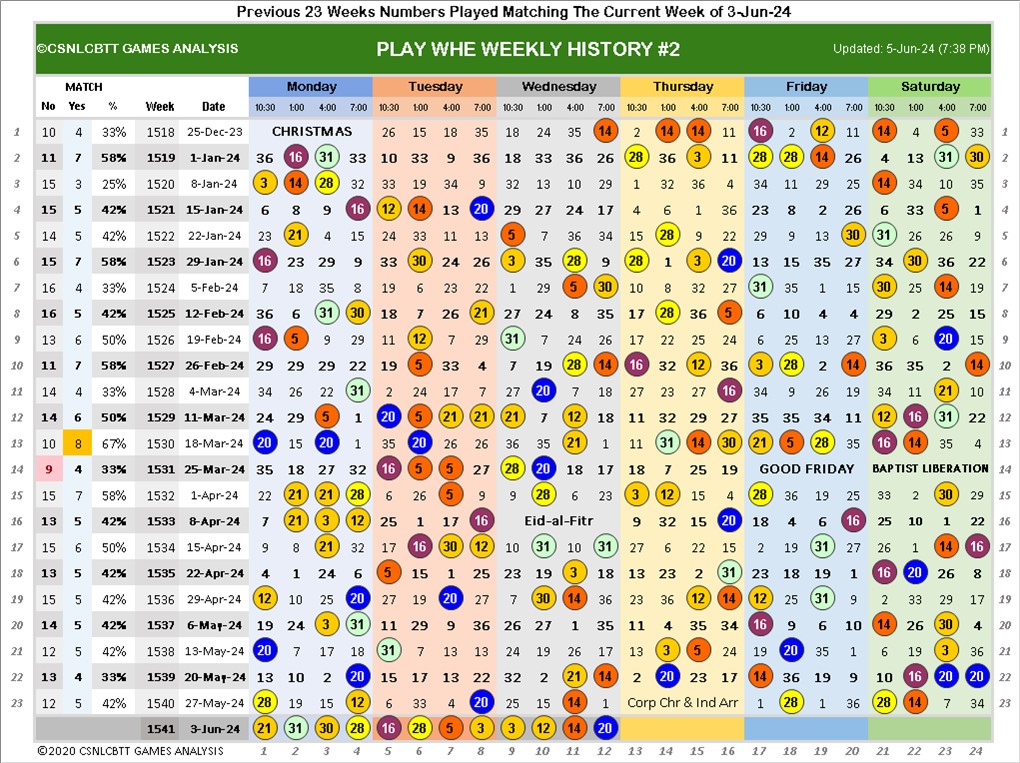 Previous 23 Weeks Numbers Played Matching The Current Week of 3-Jun-24
©CSNLCBTT GAMES ANALYSIS PLAY WHE WEEKLY HISTORY #2 Updated: 5-Jun-24 (7:38 PM)
MATCH Monday Tuesday Wednesday Thursday Friday Saturday
No Yes % Week Date 10:30 1:00 4:00 7:00 10:30 1:00 4:00 7:00 10:30 1:00 4:00 7:00 10:30 1:00 4:00 7:00 10:30 1:00 4:00 7:00 10:30 1:00 4:00 7:00
1 10 4 33% 1518 25-Dec-23 CHRISTMAS 26 15 18 35 18 24 35 14 2 14 14 11 16 2 12 11 14 4 5 33 1
2 11 7 58% 1519 1-Jan-24 36 16 31 33 10 33 9 36 18 33 36 26 28 36 3 11 28 28 14 26 4 13 31 30 2
3 15 3 25% 1520 8-Jan-24 3 14 28 32 33 19 34 9 32 13 10 29 1 32 36 4 34 11 29 25 14 34 10 35 3
4 15 5 42% 1521 15-Jan-24 6 8 9 16 12 14 13 20 29 27 24 17 4 6 1 36 23 8 2 26 6 33 5 1 4
5 14 5 42% 1522 22-Jan-24 23 21 4 15 24 33 11 13 5 7 36 34 15 28 9 22 29 9 13 30 31 26 26 9 5
6 15 7 58% 1523 29-Jan-24 16 23 29 9 33 30 24 26 3 35 28 9 28 1 3 20 13 15 35 27 34 30 36 22 6
7 16 4 33% 1524 5-Feb-24 7 18 35 8 19 6 23 22 1 29 5 30 10 8 32 27 31 35 1 15 30 25 14 19 7
8 16 5 42% 1525 12-Feb-24 36 6 31 30 18 7 26 21 27 24 8 35 17 28 36 5 6 10 4 4 29 2 25 15 8
9 13 6 50% 1526 19-Feb-24 16 5 9 29 11 12 7 29 31 9 27 26 17 22 25 24 6 25 13 27 3 6 20 15 9
10 11 7 58% 1527 26-Feb-24 29 29 29 22 19 5 33 4 7 19 28 14 16 32 12 36 3 28 2 14 36 35 2 14 10
11 14 4 33% 1528 4-Mar-24 34 26 22 31 2 24 17 7 27 20 7 18 27 23 11 16 34 9 26 19 34 11 21 10 11
12 14 6 50% 1529 11-Mar-24 24 29 5 1 20 5 21 21 21 7 12 18 11 32 29 27 35 35 34 11 12 16 31 22 12
13 10 8 67% 1530 18-Mar-24 20 15 20 1 35 20 26 26 36 35 21 1 11 31 14 30 21 5 28 35 16 14 35 4 13
14 9 4 33% 1531 25-Mar-24 35 18 27 32 16 5 5 27 28 20 18 17 18 7 25 19 GOOD FRIDAY BAPTIST LIBERATION 14
15 15 7 58% 1532 1-Apr-24 22 21 21 28 6 26 5 9 9 28 6 23 3 12 15 4 28 36 19 25 33 2 30 29 15
16 13 5 42% 1533 8-Apr-24 7 21 3 12 25 1 17 16 Eid-al-Fitr 9 32 15 20 18 4 6 16 25 10 1 22 16
17 15 6 50% 1534 15-Apr-24 9 8 21 32 17 16 30 12 10 31 10 31 27 6 22 15 2 19 31 27 26 1 14 16 17
18 13 5 42% 1535 22-Apr-24 4 1 24 6 5 15 1 25 23 19 3 18 13 23 2 31 23 18 19 1 16 20 26 8 18
19 15 5 42% 1536 29-Apr-24 12 10 25 20 27 19 20 27 7 30 14 36 23 36 12 14 12 25 31 9 2 33 29 17 19
20 14 5 42% 1537 6-May-24 19 24 3 31 11 29 9 36 26 27 1 35 11 4 35 34 16 9 6 10 14 26 30 4 20
21 12 5 42% 1538 13-May-24 20 7 17 18 31 7 13 13 24 19 26 17 13 3 5 24 19 20 35 1 6 23 3 36 21
22 13 4 33% 1539 20-May-24 13 10 2 20 15 17 13 22 32 2 21 14 2 20 23 17 14 36 19 9 10 16 20 20 22
23 12 5 42% 1540 27-May-24 28 19 15 12 6 33 4 20 26 11 14 1 Corp Chr & Ind Arr 1 28 1 36 28 14 7 34 23
1541 3-Jun-24 21 31 30 28 16 28 5 3 3 12 14 20
©2020 CSNLCBTT GAMES ANALYSIS 1 2 3 4 5 6 7 8 9 10 11 12 13 14 15 16 17 18 19 20 21 22 23 24